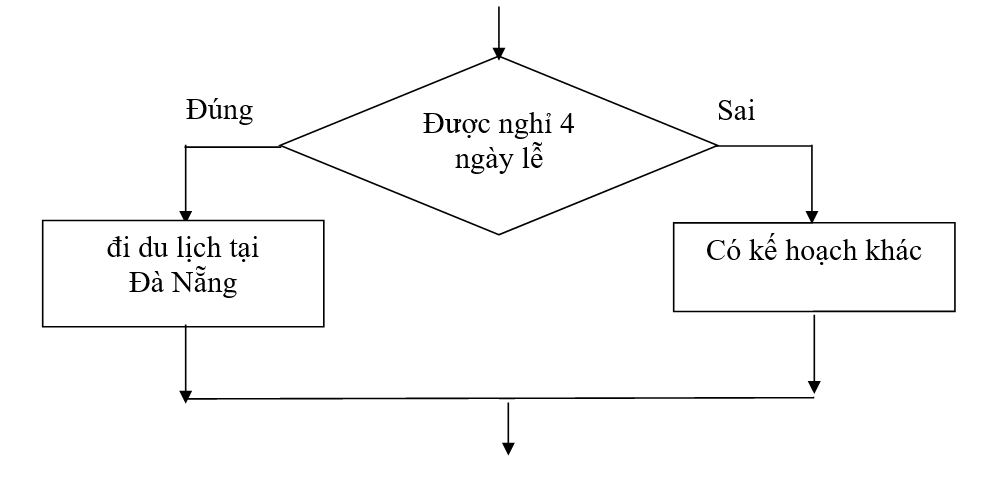 Đúng
Được nghỉ 4
ngày lễ
Sai
đi du lịch tại
Đà Nẵng
Có kế hoạch khác